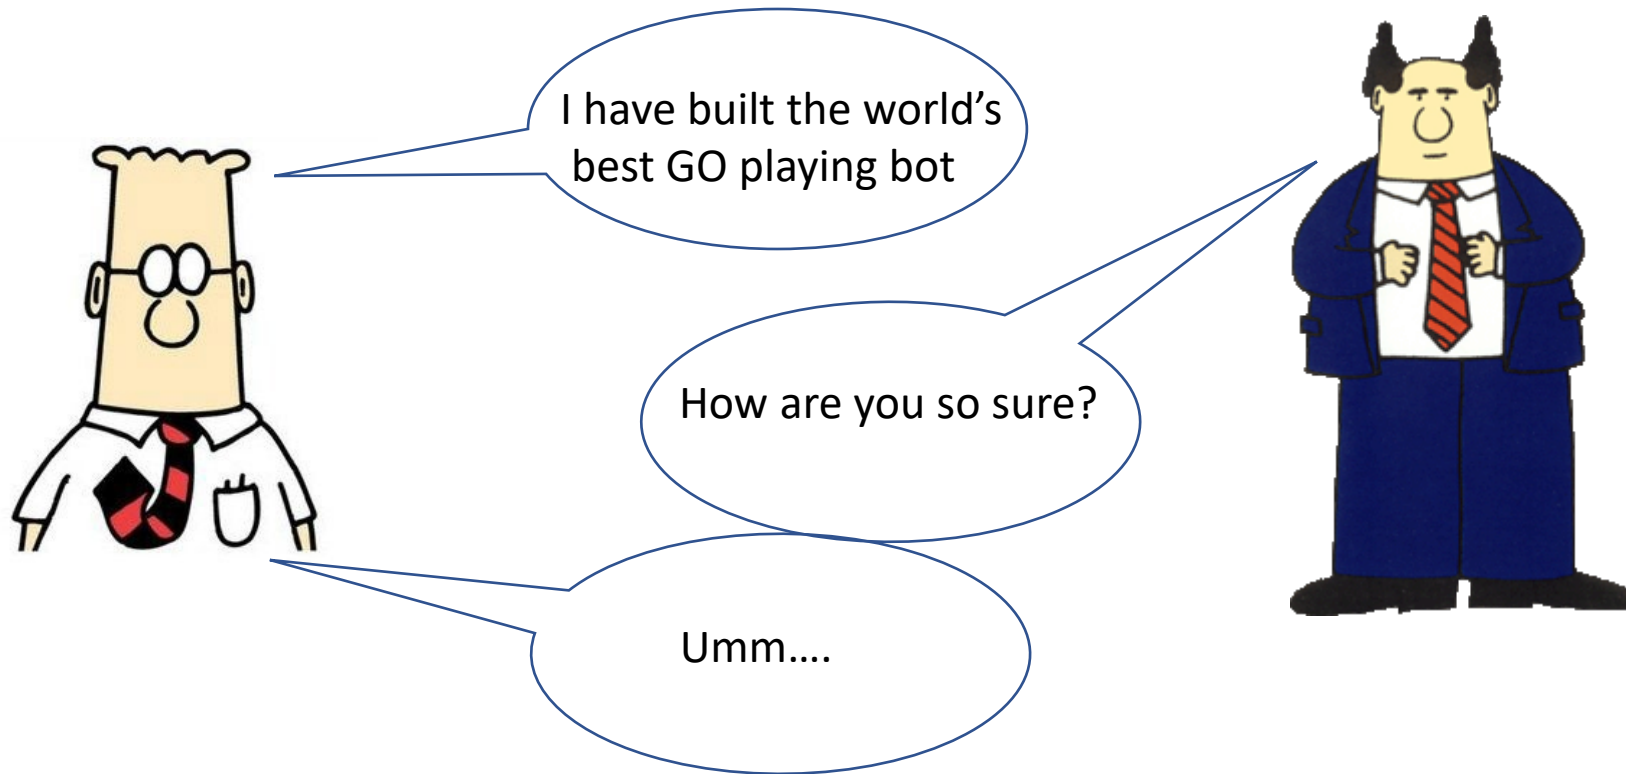 I have built the world’s
best GO playing bot
How are you so sure?
Umm....